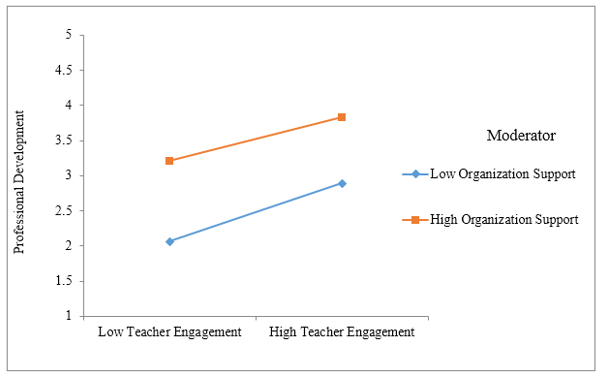 5
4.5
4
3.5
3
2.5
2
1.5
1
Professional Development
Low Teacher Engagement
High Teacher Engagement
Moderator
Low Organization Support
High Organization Support